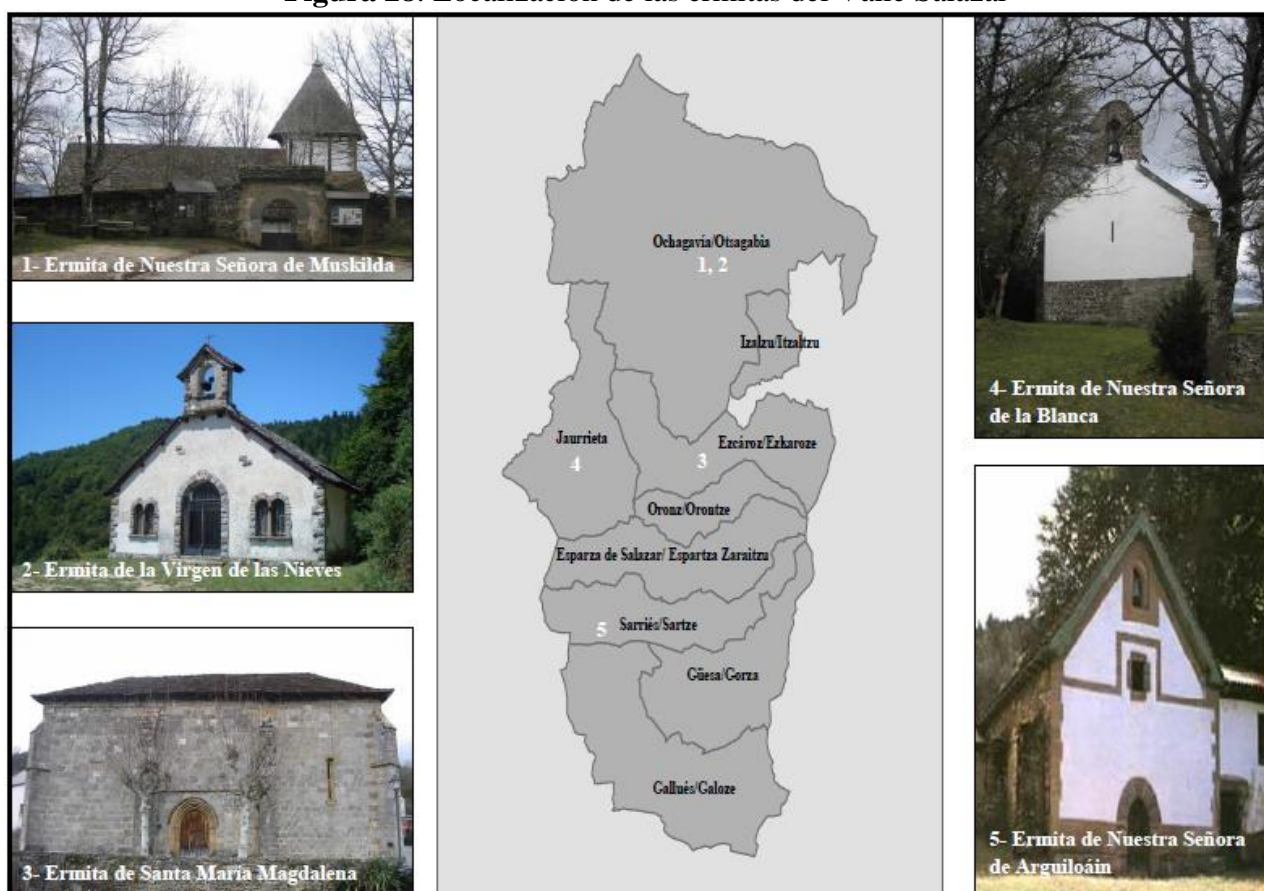 Figura 28. Localización de las ermitas del Valle Salazar
1- Ermita de Nuestra Señora de Muskilda
2- Ermita de la Virgen de las Nieves
3- Ermita de Santa María Magdalena
Ochagavía/Otsagabia
1, 2
Izalzu/Itzaltzu
Jaurrieta
4
Ezcároz/Ezkaroze
3
Oronz/Orontze
Esparza de Salazar/ Espartza Zaraitzu
5
Sarriés/Sartze
Güesa/Gorza
Gallués/Galoze
4- Ermita de Nuestra Señora
de la Blanca
5- Ermita de Nuestra Señora
de Arguiloáin